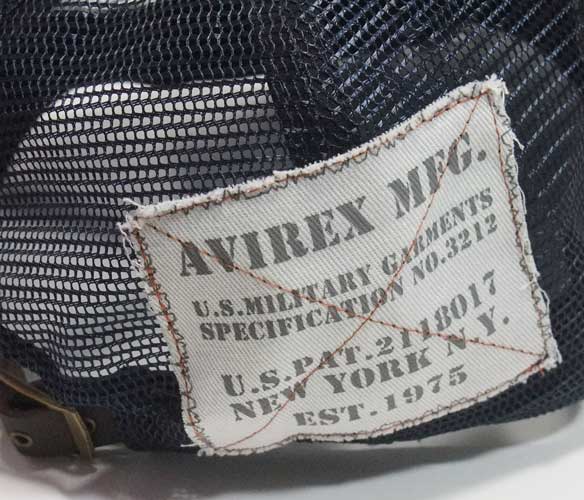 AVIREX MFG.
U.S.MILITARY GARMENTS
SPECIFICATION NO.3212
U.S.PAT.2118017
NEW YORK N.Y.
EST.1975